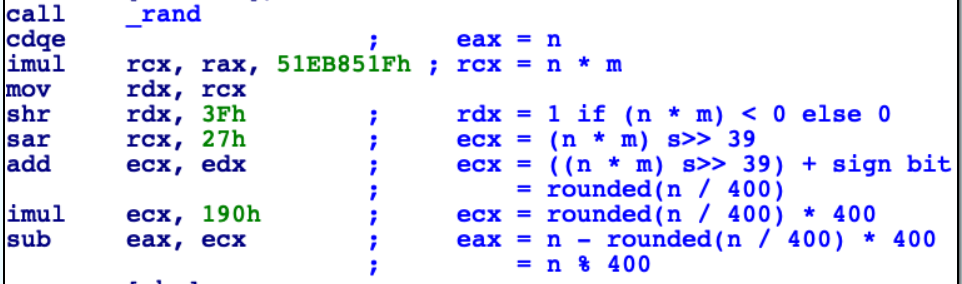 call _rand
cdqe ; eax = n
imul rcx, rax, 51EB851Fh ; rcx = n * m
mov rdx, rcx
shr rdx, 3Fh ; rdx = 1 if (n * m) < 0 else 0
sar rcx, 27h ; ecx = (n * m) s>> 39
add ecx, edx ; ecx = ((n * m) s>> 39) + sign bit
; = rounded(n / 400)
imul ecx, 190h ; ecx = rounded(n / 400) * 400
sub eax, ecx ; eax = n - rounded(n / 400) * 400
; = n % 400